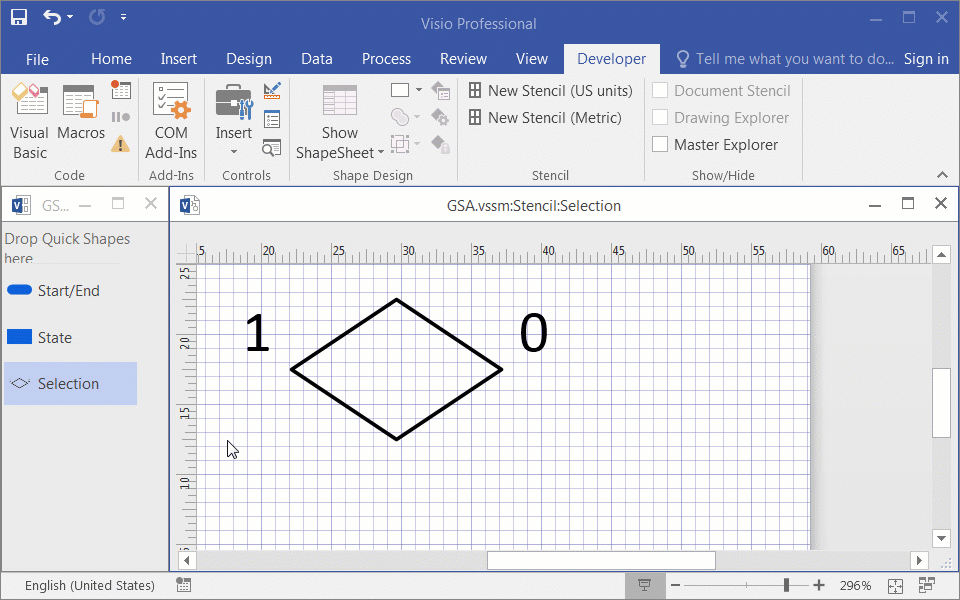 Visio Professional
File Home Insert Design Data Process Review View Developer Tell me what you want to do... Sign in
Visual Basic
Macros
Code
COM Add-Ins
Add-Ins
Insert
Controls
Show ShapeSheet
Shape Design
New Stencil (US units)
New Stencil (Metric)
Stencil
Document Stencil
Drawing Explorer
Master Explorer
Show/Hide
GS...
GSA.vssm:Stencil:Selection
Drop Quick Shapes
here
Start/End
State
Selection
5 20 25 30 35 40 45 50 55 60 65
25
20
15
10
1 0
English (United States) 296%